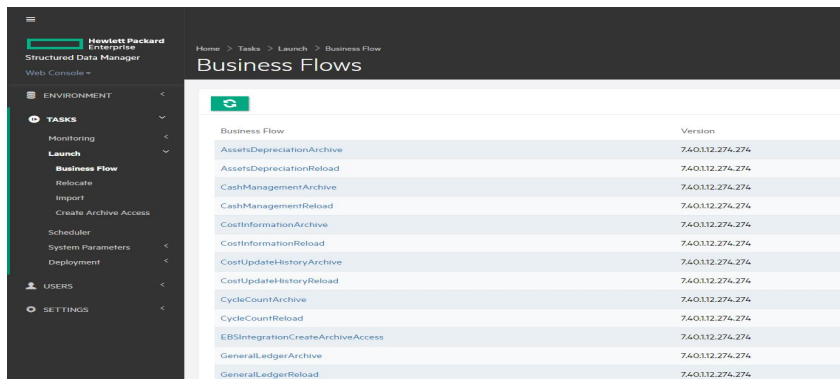 Hewlett Packard
Enterprise
Structured Data Manager
Web Console
Home > Tasks > Launch > Business Flow
Business Flows
ENVIRONMENT
TASKS
Monitoring
Launch
Business Flow
Relocate
Import
Create Archive Access
Scheduler
System Parameters
Deployment
USERS
SETTINGS
Business Flow Version
AssetsDepreciationArchive 7.40.1.12.274.274
AssetsDepreciationReload 7.40.1.12.274.274
CashManagementArchive 7.40.1.12.274.274
CashManagementReload 7.40.1.12.274.274
CostInformationArchive 7.40.1.12.274.274
CostInformationReload 7.40.1.12.274.274
CostUpdateHistoryArchive 7.40.1.12.274.274
CostUpdateHistoryReload 7.40.1.12.274.274
CycleCountArchive 7.40.1.12.274.274
CycleCountReload 7.40.1.12.274.274
EBSIntegrationCreateArchiveAccess 7.40.1.12.274.274
GeneralLedgerArchive 7.40.1.12.274.274
GeneralLedgerReload 7.40.1.12.274.274